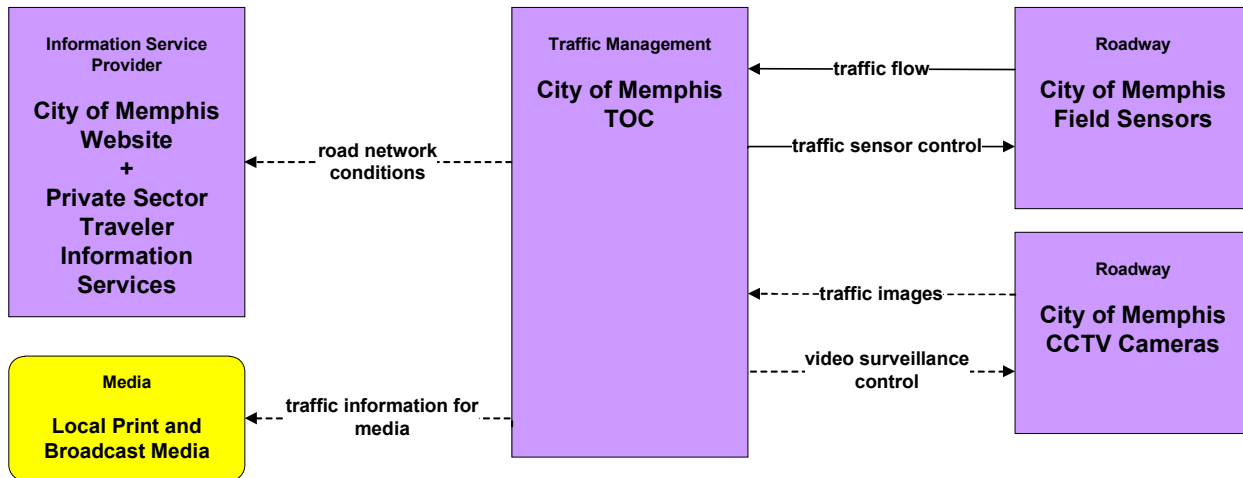 Information Service
Provider
City of Memphis
Website
+
Private Sector
Traveler
Information
Services
road network
conditions
Media
Local Print and
Broadcast Media
traffic information for
media
Traffic Management
City of Memphis
TOC
traffic flow
traffic sensor control
Roadway
City of Memphis
Field Sensors
traffic images
video surveillance
control
Roadway
City of Memphis
CCTV Cameras